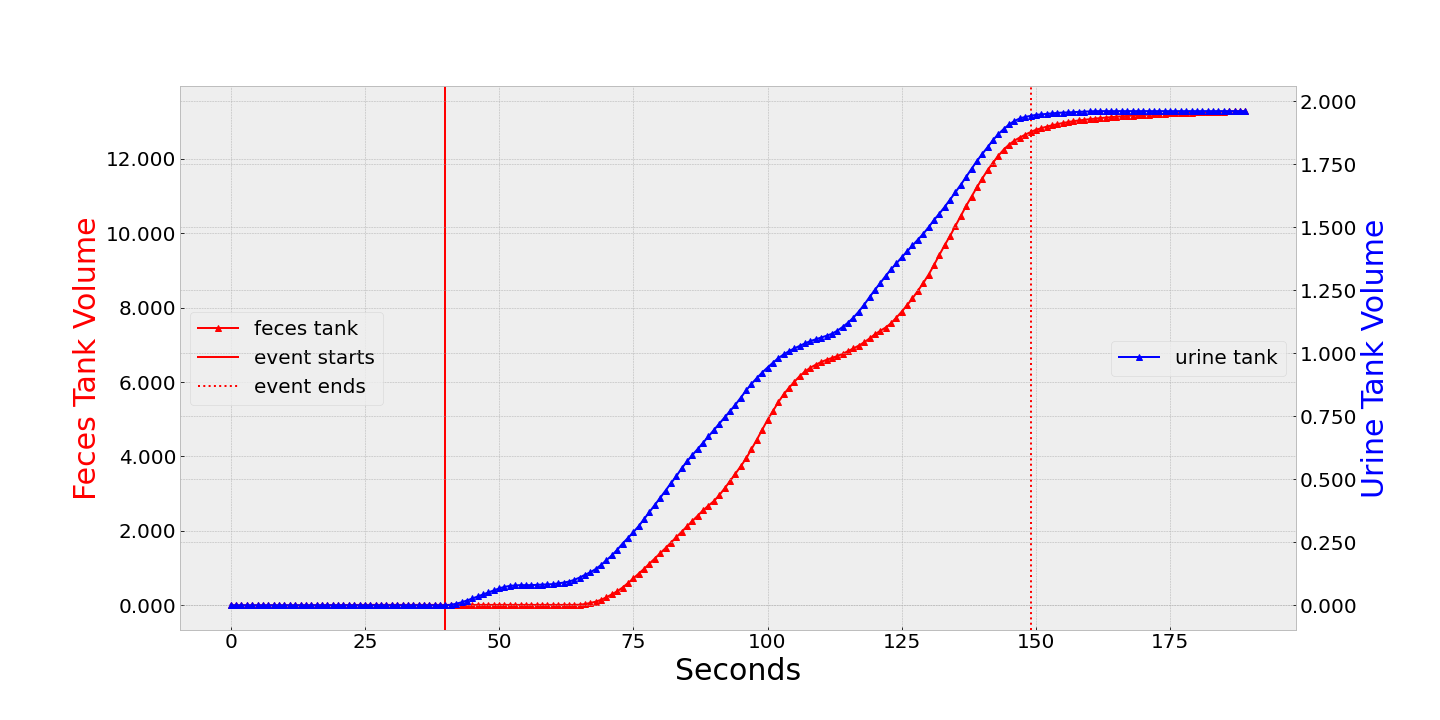 Feces Tank Volume
12.000
10.000
8.000
6.000
4.000
2.000
0.000
feces tank
event starts
event ends
urine tank
2.000
1.750
1.500
1.250
1.000
0.750
0.500
0.250
0.000
Urine Tank Volume
0 25 50 75 100 125 150 175
Seconds